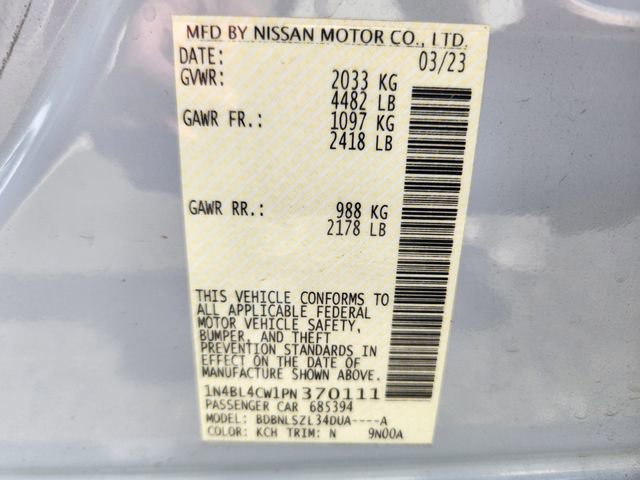 MFD BY NISSAN MOTOR CO., LTD.
DATE: 03/23
GVWR: 2033 KG
4482 LB
GAWR FR.: 1097 KG
2418 LB
GAWR RR.: 988 KG
2178 LB
THIS VEHICLE CONFORMS TO
ALL APPLICABLE FEDERAL
MOTOR VEHICLE SAFETY,
BUMPER, AND THEFT
PREVENTION STANDARDS IN
EFFECT ON THE DATE OF
MANUFACTURE SHOWN ABOVE.
1N4BL4CW1PN370111
PASSENGER CAR 685394
MODEL: BDBNLSZL34DUA----A
COLOR: KCH TRIM: N 9N00A